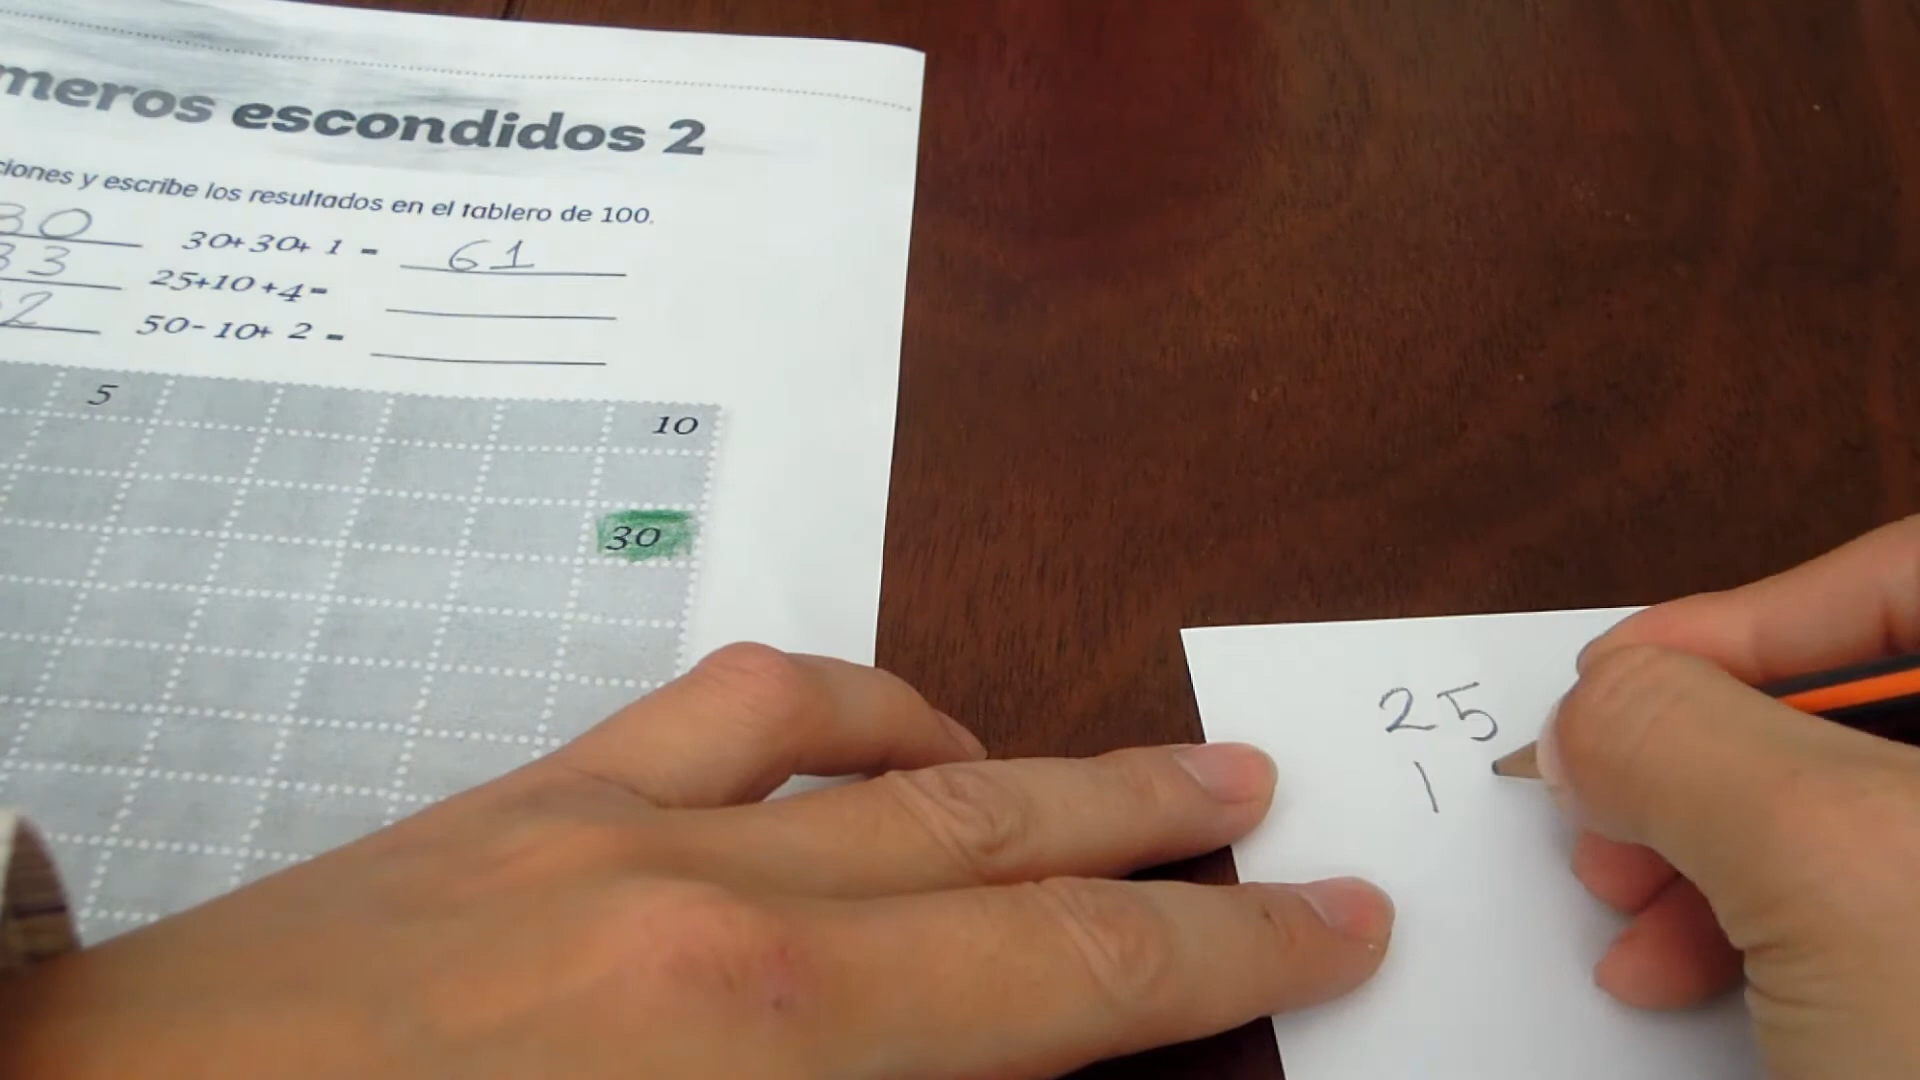 meros escondidos 2
ciones y escribe los resultados en el tablero de 100.
30 30+30+ 1 = 61
33 25+10+4=
2 50-10+ 2 =
5 10
30
25
1